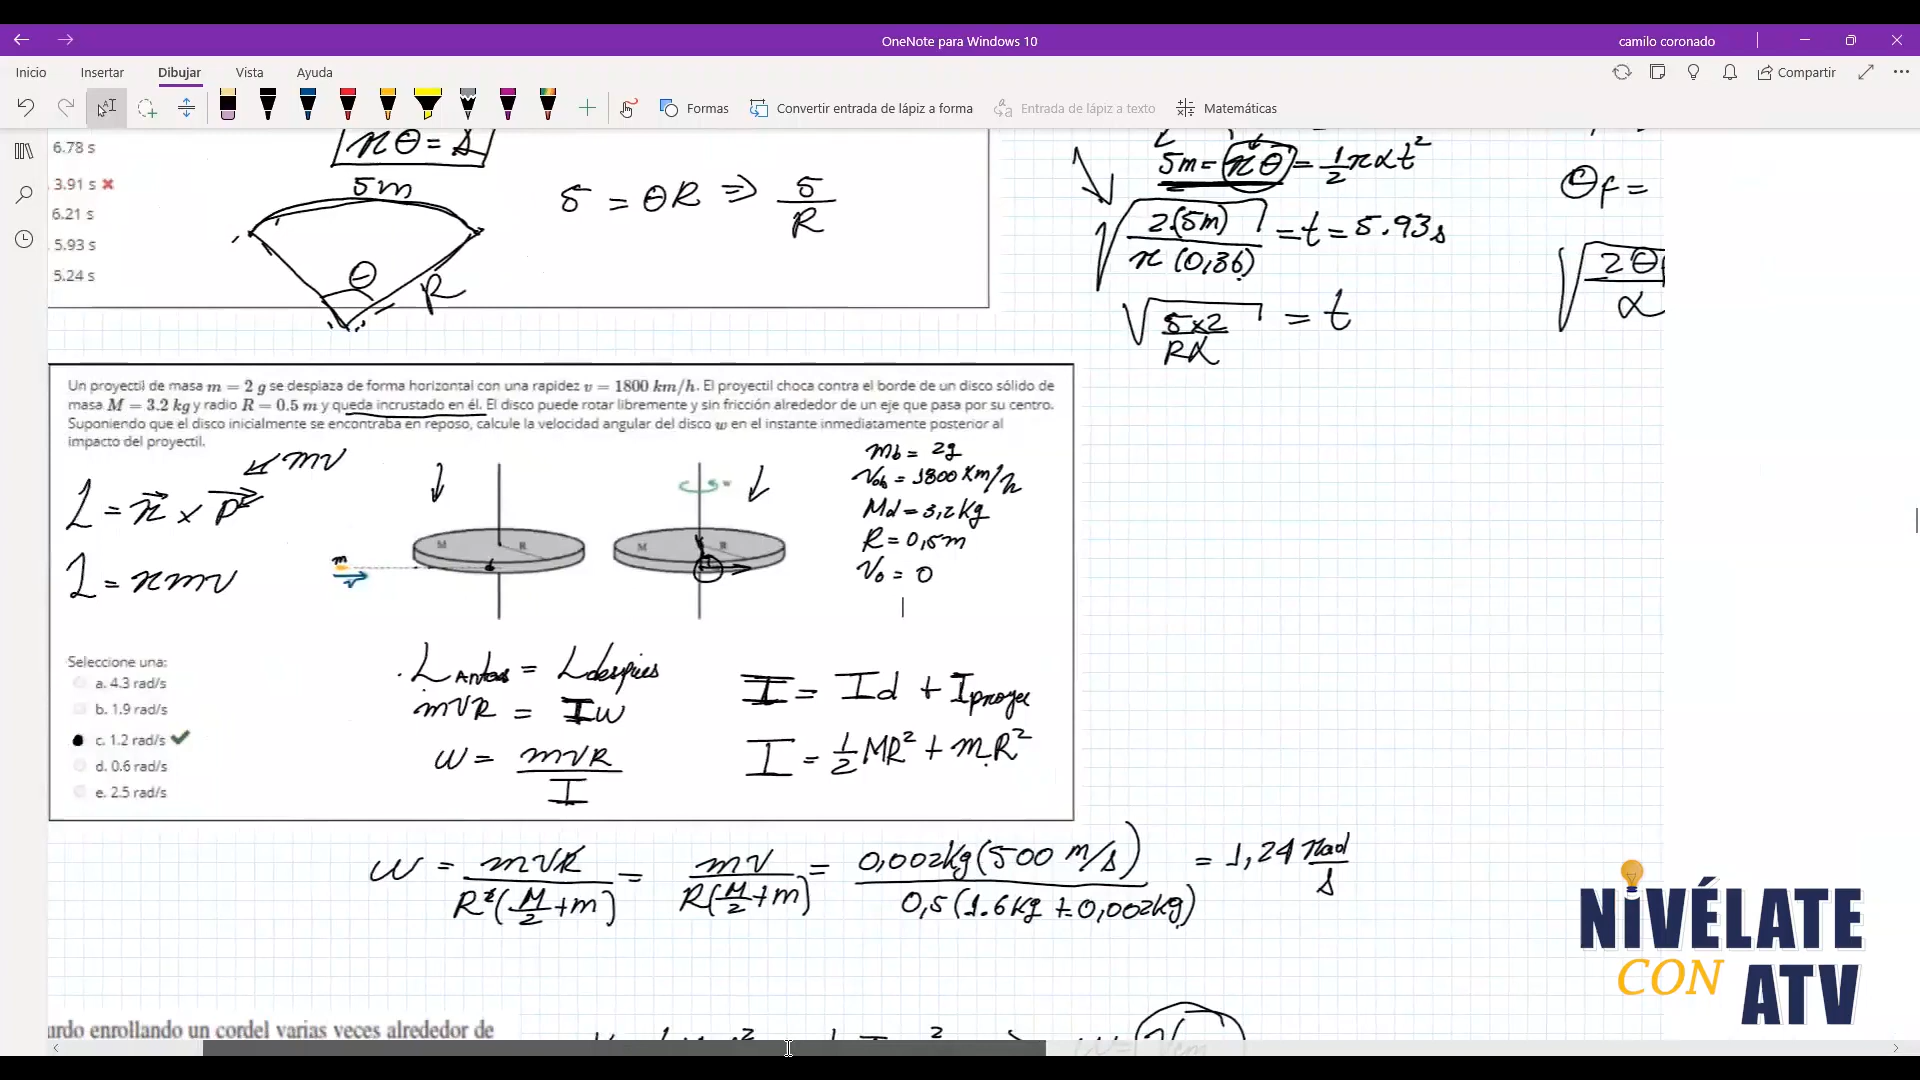 OneNote para Windows 10
camilo coronado
Inicio Insertar Dibujar Vista Ayuda
Compartir
Formas Convertir entrada de lápiz a forma Entrada de lápiz a texto Matemáticas
6.78 s
3.91 s
6.21 s
5.93 s
5.24 s
rθ = s
5m
θ
R
5 = θR ⇒ 5/R
5m = rθ = 1/2 rαt²
√(2(5m)/r(0,36)) = t = 5.93s
√(5x2/Rα) = t
θf =
√(2θ/α)
Un proyectil de masa m = 2 g se desplaza de forma horizontal con una rapidez v = 1800 km/h. El proyectil choca contra el borde de un disco sólido de
masa M = 3.2 kg y radio R = 0.5 m y queda incrustado en él. El disco puede rotar libremente y sin fricción alrededor de un eje que pasa por su centro.
Suponiendo que el disco inicialmente se encontraba en reposo, calcule la velocidad angular del disco w en el instante inmediatamente posterior al
impacto del proyectil.
mv
L = r x p
L = rmv
m
v
M R
M R
w
mb = 2g
Vob = 1800 Km/h
Md = 3,2kg
R = 0,5m
Vo = 0
Seleccione una:
a. 4.3 rad/s
b. 1.9 rad/s
c. 1.2 rad/s
d. 0.6 rad/s
e. 2.5 rad/s
L Antes = L después
mVR = Iw
w = mVR/I
I = Id + Iproyec
I = 1/2 MR² + mR²
w = mVR/R²(M/2+m) = mV/R(M/2+m) = 0,002kg(500 m/s)/0,5(1.6kg + 0,002kg) = 1,24 rad/s
NIVÉLATE
CON
ATV
urdo enrollando un cordel varias veces alrededor de